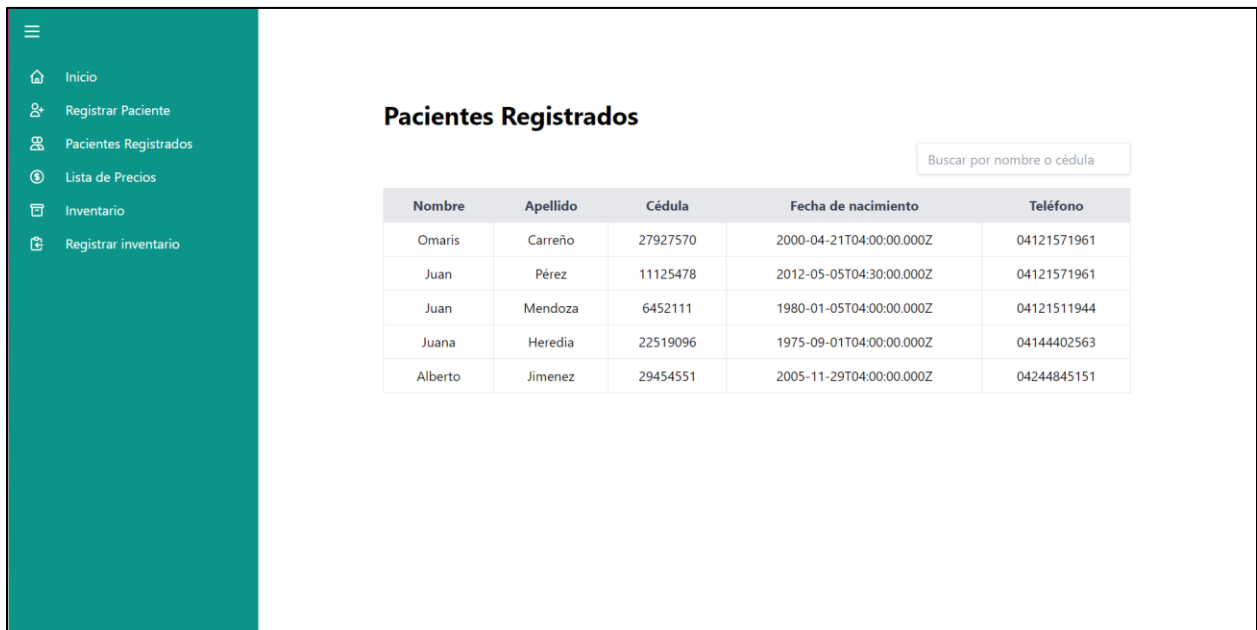 Inicio
Registrar Paciente
Pacientes Registrados
Lista de Precios
Inventario
Registrar inventario
Pacientes Registrados
Buscar por nombre o cédula
Nombre Apellido Cédula Fecha de nacimiento Teléfono
Omaris Carreño 27927570 2000-04-21T04:00:00.000Z 04121571961
Juan Pérez 11125478 2012-05-05T04:30:00.000Z 04121571961
Juan Mendoza 6452111 1980-01-05T04:00:00.000Z 04121511944
Juana Heredia 22519096 1975-09-01T04:00:00.000Z 04144402563
Alberto Jimenez 29454551 2005-11-29T04:00:00.000Z 04244845151